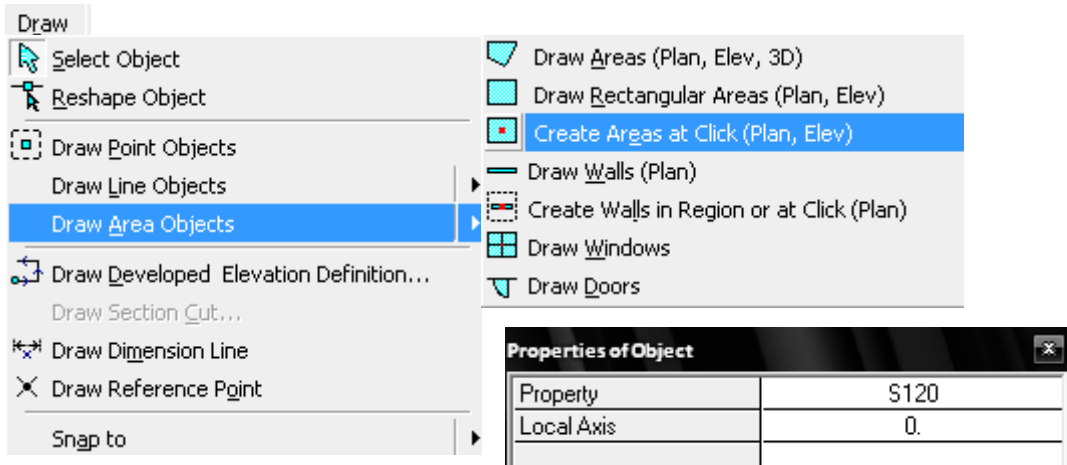 Draw
Select Object
Reshape Object
Draw Point Objects
Draw Line Objects
Draw Area Objects
Draw Developed Elevation Definition...
Draw Section Cut...
Draw Dimension Line
Draw Reference Point
Snap to
Draw Areas (Plan, Elev, 3D)
Draw Rectangular Areas (Plan, Elev)
Create Areas at Click (Plan, Elev)
Draw Walls (Plan)
Create Walls in Region or at Click (Plan)
Draw Windows
Draw Doors
Properties of Object
Property S120
Local Axis 0.